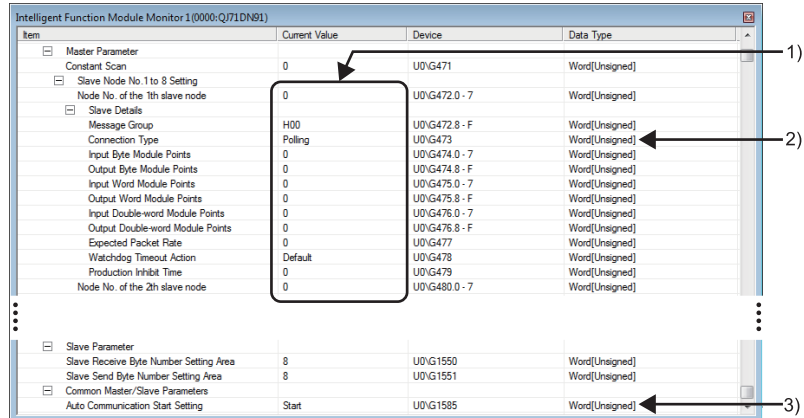 Intelligent Function Module Monitor 1(0000:QJ71DN91)
Item Current Value Device Data Type
Master Parameter
Constant Scan 0 U0\G471 Word[Unsigned] 1)
Slave Node No.1 to 8 Setting
Node No. of the 1th slave node 0 U0\G472.0 - 7 Word[Unsigned]
Slave Details
Message Group H00 U0\G472.8 - F Word[Unsigned]
Connection Type Polling U0\G473 Word[Unsigned] 2)
Input Byte Module Points 0 U0\G474.0 - 7 Word[Unsigned]
Output Byte Module Points 0 U0\G474.8 - F Word[Unsigned]
Input Word Module Points 0 U0\G475.0 - 7 Word[Unsigned]
Output Word Module Points 0 U0\G475.8 - F Word[Unsigned]
Input Double-word Module Points 0 U0\G476.0 - 7 Word[Unsigned]
Output Double-word Module Points 0 U0\G476.8 - F Word[Unsigned]
Expected Packet Rate 0 U0\G477 Word[Unsigned]
Watchdog Timeout Action Default U0\G478 Word[Unsigned]
Production Inhibit Time 0 U0\G479 Word[Unsigned]
Node No. of the 2th slave node 0 U0\G480.0 - 7 Word[Unsigned]
Slave Parameter
Slave Receive Byte Number Setting Area 8 U0\G1550 Word[Unsigned]
Slave Send Byte Number Setting Area 8 U0\G1551 Word[Unsigned]
Common Master/Slave Parameters
Auto Communication Start Setting Start U0\G1585 Word[Unsigned] 3)